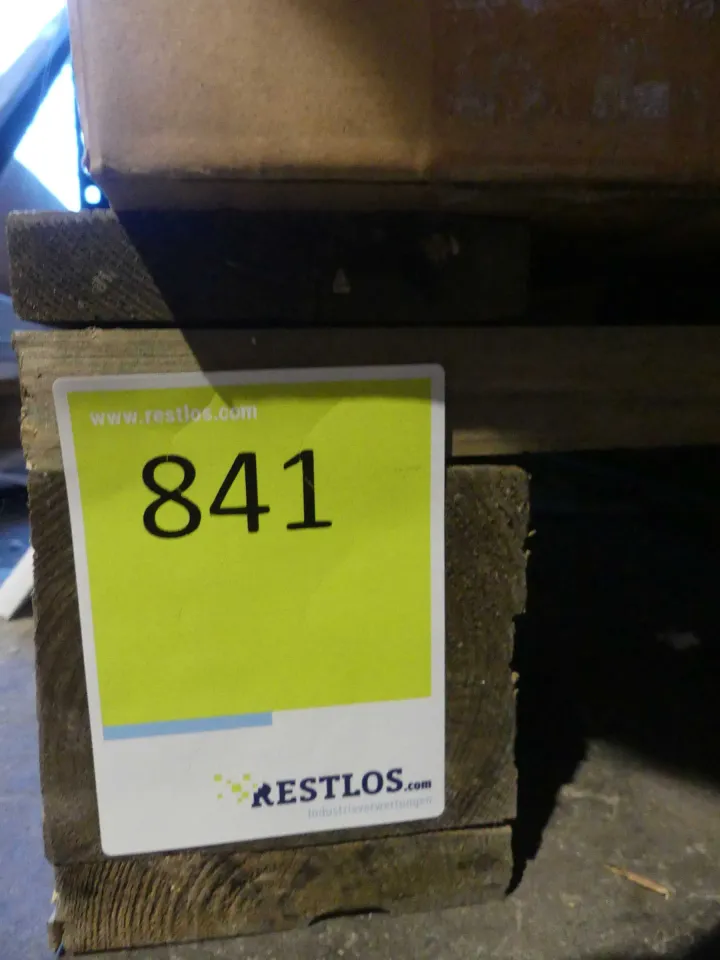 www.restlos.com
841
RESTLOS.com
Industrieverwertungen